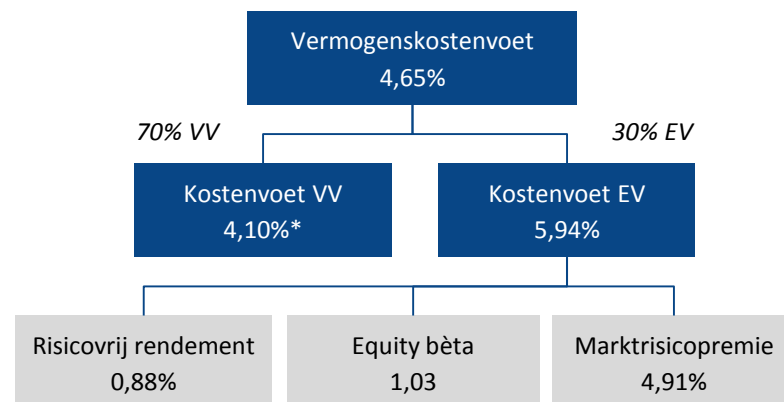 Vermogenskostenvoet
4,65%
70% VV
30% EV
Kostenvoet VV
4,10%*
Kostenvoet EV
5,94%
Risicovrij rendement
0,88%
Equity bèta
1,03
Marktrisicopremie
4,91%